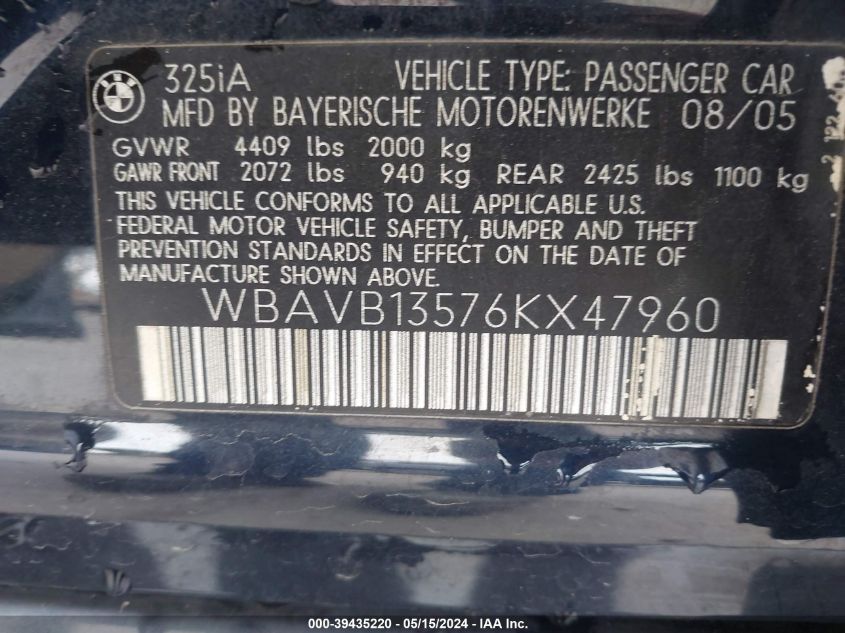 325iA VEHICLE TYPE: PASSENGER CAR
MFD BY BAYERISCHE MOTORENWERKE 08/05
GVWR 4409 lbs 2000 kg
GAWR FRONT 2072 lbs 940 kg REAR 2425 lbs 1100 kg
THIS VEHICLE CONFORMS TO ALL APPLICABLE U.S.
FEDERAL MOTOR VEHICLE SAFETY, BUMPER AND THEFT
PREVENTION STANDARDS IN EFFECT ON THE DATE OF
MANUFACTURE SHOWN ABOVE.
WBAVB13576KX47960
000-39435220 - 05/15/2024 - IAA Inc.